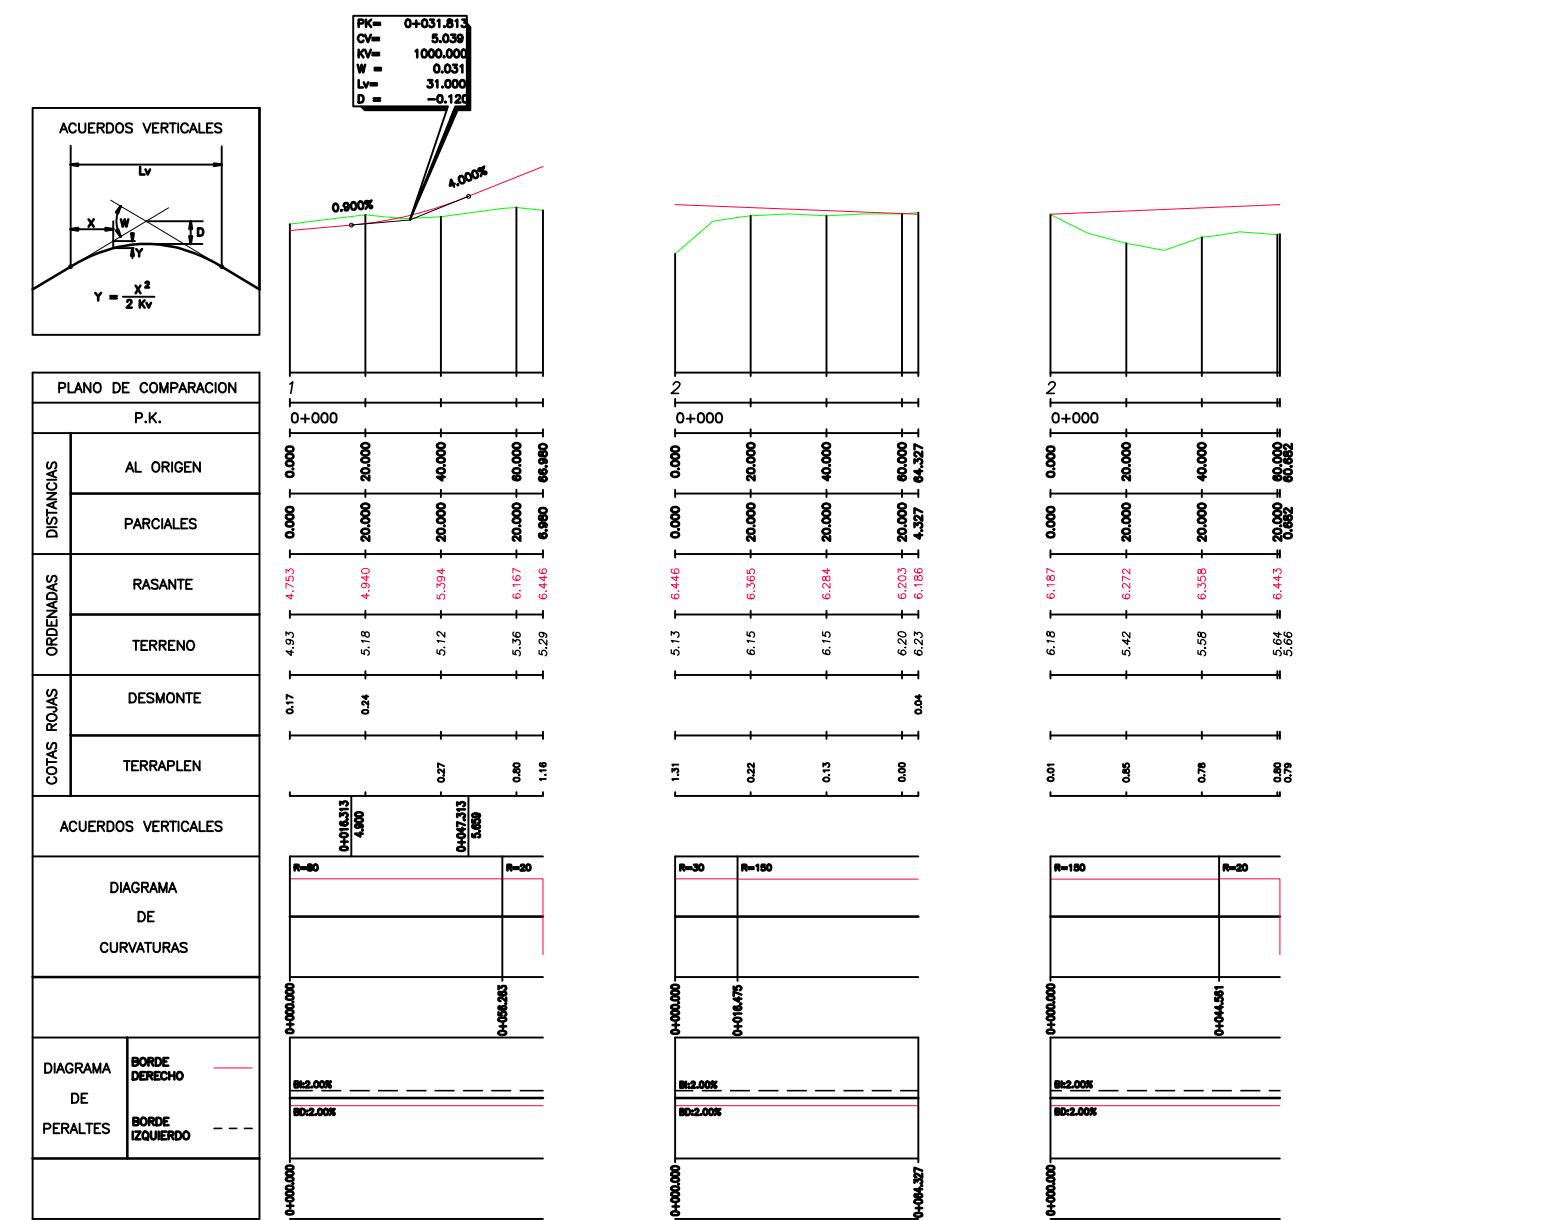 PK= 0+031.813
CV= 5.039
KV= 1000.000
W = 0.031
Lv= 31.000
D = -0.120
ACUERDOS VERTICALES
Lv
X
W
D
Y
Y = X 2
2 Kv
0.900%
4.000%
PLANO DE COMPARACION
1
2
2
P.K.
0+000
0+000
0+000
DISTANCIAS
AL ORIGEN
0.000 20.000 40.000 60.000 66.980
0.000 20.000 40.000 60.000 64.327
0.000 20.000 40.000 60.000 60.682
PARCIALES
0.000 20.000 20.000 20.000 6.980
0.000 20.000 20.000 20.000 4.327
0.000 20.000 20.000 20.000 0.682
ORDENADAS
RASANTE
4.753 4.940 5.394 6.167 6.446
6.446 6.365 6.284 6.203 6.186
6.187 6.272 6.358 6.443
TERRENO
4.93 5.18 5.12 5.36 5.29
5.13 6.15 6.15 6.20 6.23
6.18 5.42 5.58 5.64 5.66
COTAS ROJAS
DESMONTE
0.17 0.24
0.04
TERRAPLEN
0.27 0.80 1.16
1.31 0.22 0.13 0.00
0.01 0.85 0.78 0.80 0.79
ACUERDOS VERTICALES
0+016.313
4.900
0+047.313
5.659
DIAGRAMA
DE
CURVATURAS
R=80 R=20
R=30 R=150
R=150 R=20
0+000.000 0+056.263
0+000.000 0+016.475
0+000.000 0+044.561
DIAGRAMA
DE
PERALTES
BORDE
DERECHO
BORDE
IZQUIERDO
BI:2.00%
BD:2.00%
BI:2.00%
BD:2.00%
BI:2.00%
BD:2.00%
0+000.000
0+000.000 0+064.327
0+000.000